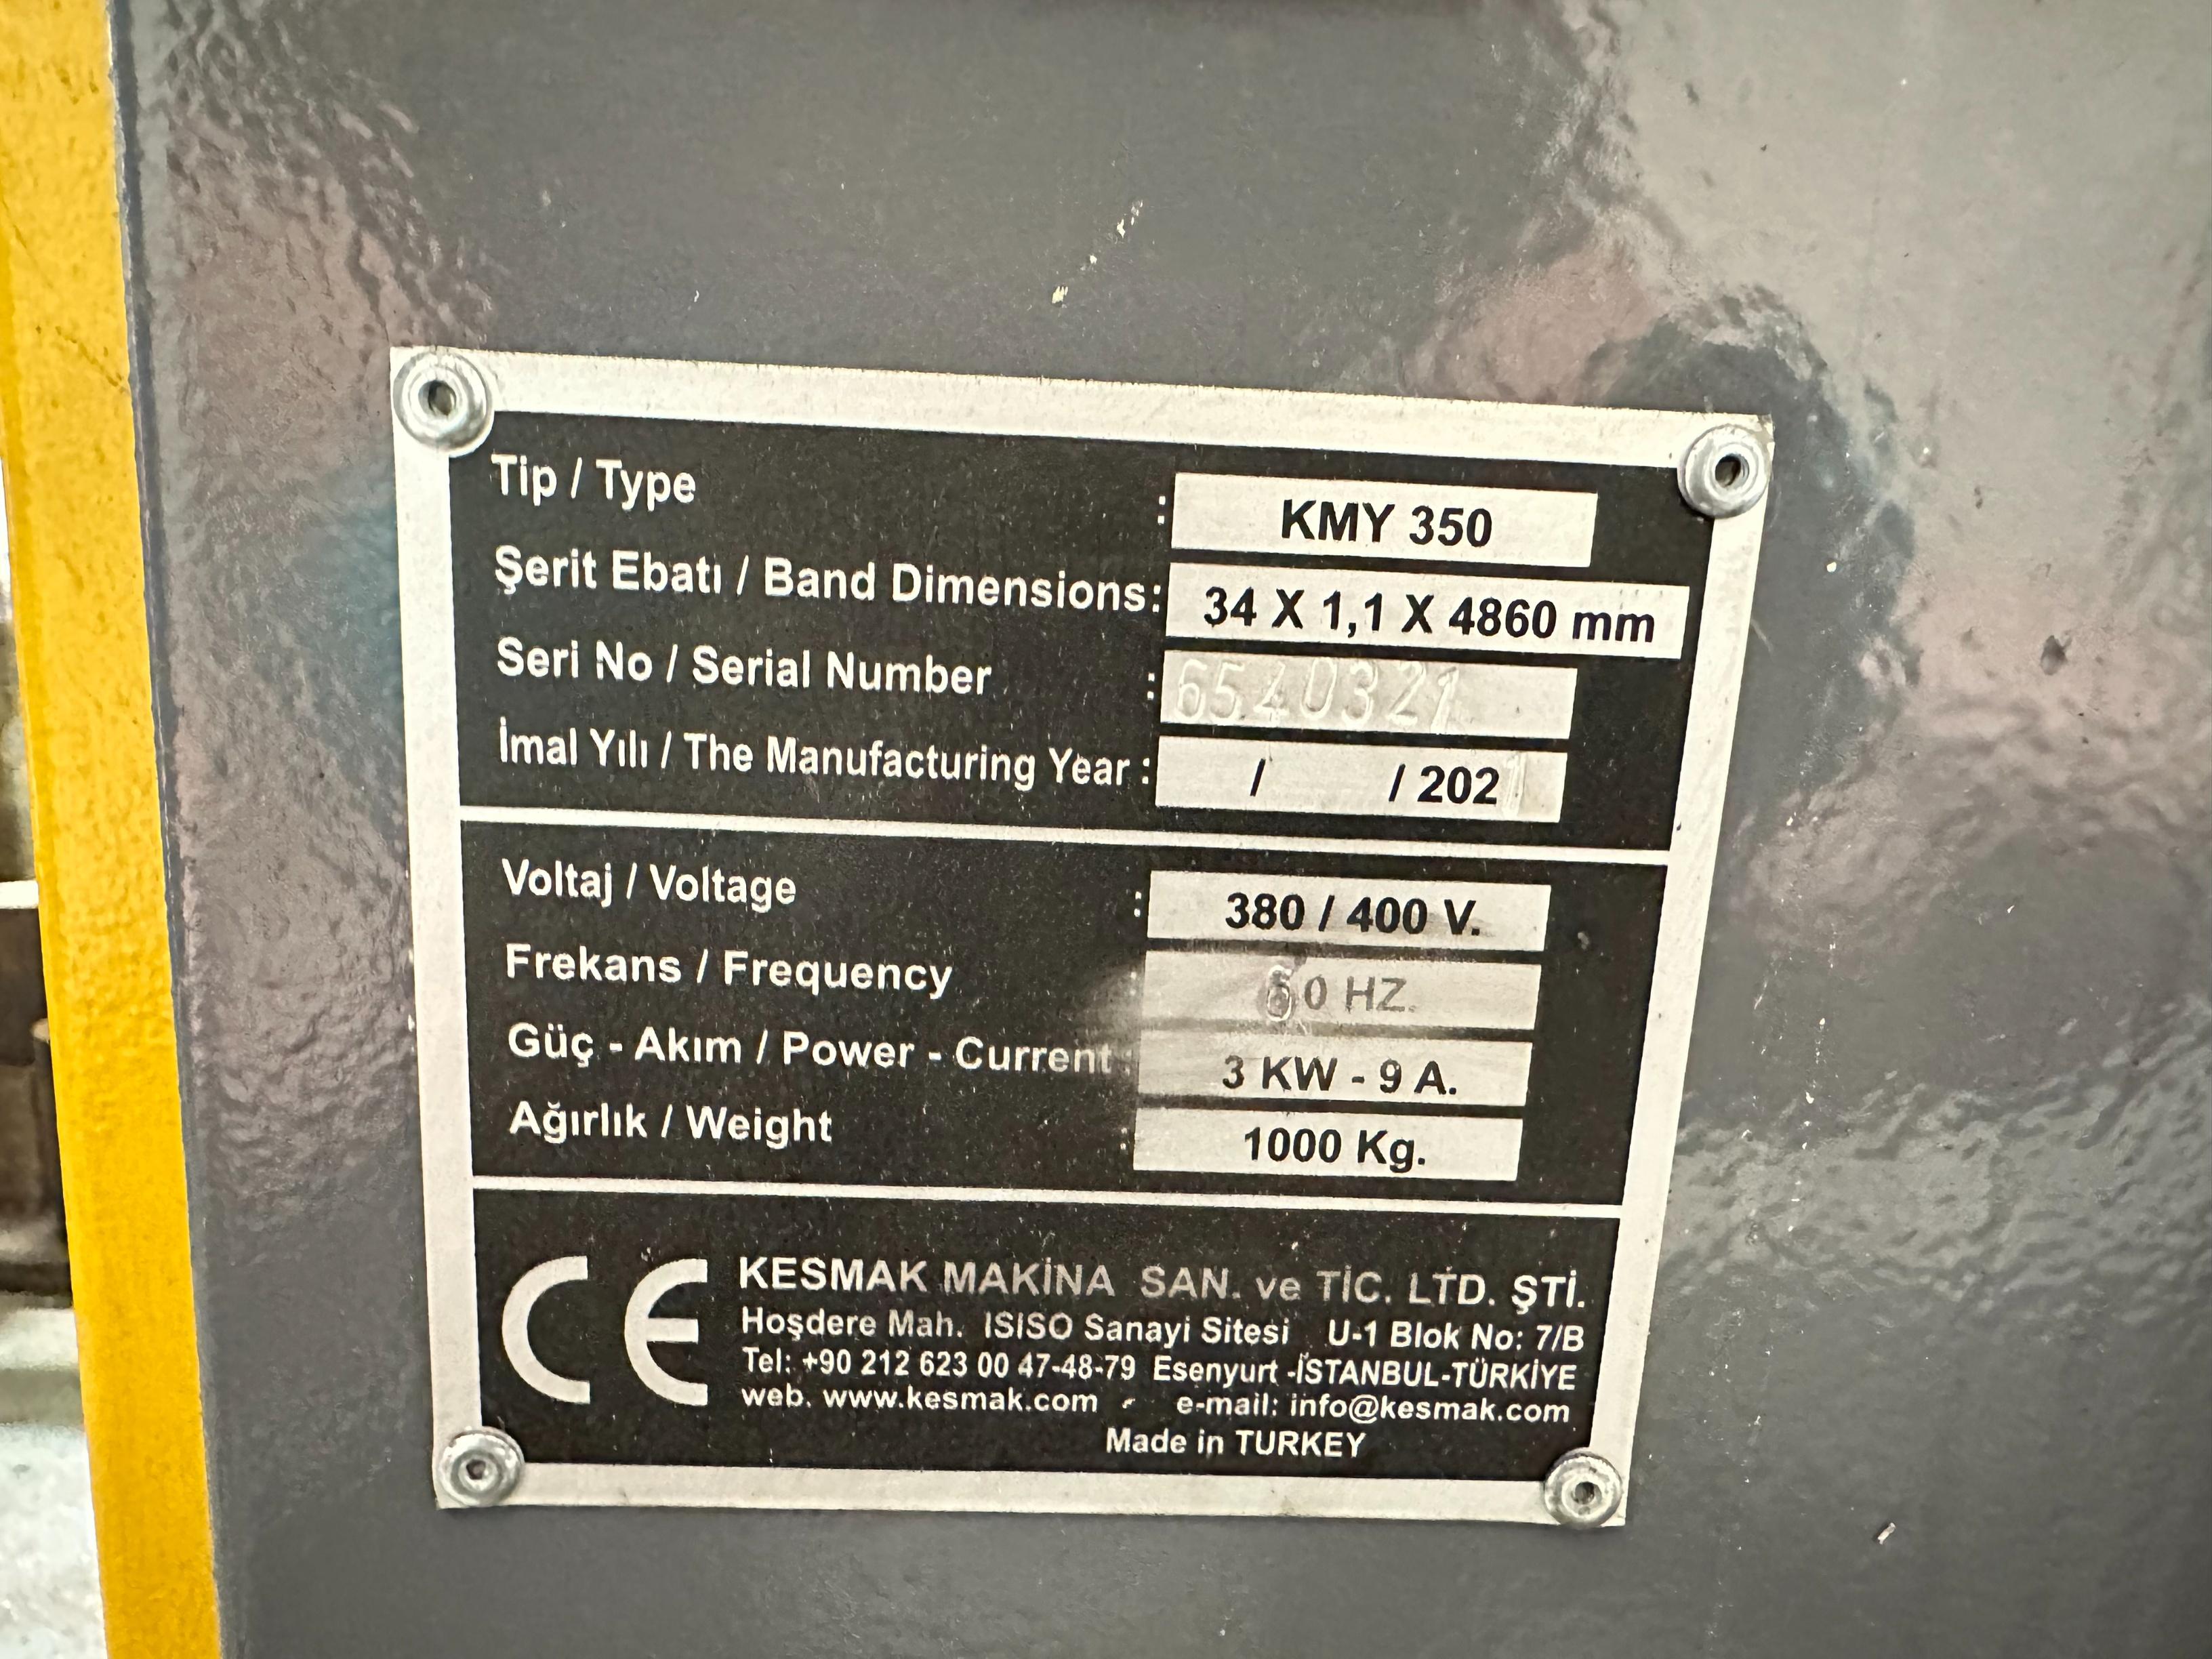 Tip / Type : KMY 350
Şerit Ebatı / Band Dimensions: 34 X 1,1 X 4860 mm
Seri No / Serial Number : 6540321
İmal Yılı / The Manufacturing Year : / / 2021
Voltaj / Voltage : 380 / 400 V.
Frekans / Frequency : 60 HZ.
Güç - Akım / Power - Current : 3 KW - 9 A.
Ağırlık / Weight : 1000 Kg.
CE
KESMAK MAKİNA SAN. ve TİC. LTD. ŞTİ.
Hoşdere Mah. ISISO Sanayi Sitesi U-1 Blok No: 7/B
Tel: +90 212 623 00 47-48-79 Esenyurt -İSTANBUL-TÜRKİYE
web. www.kesmak.com - e-mail: info@kesmak.com
Made in TURKEY